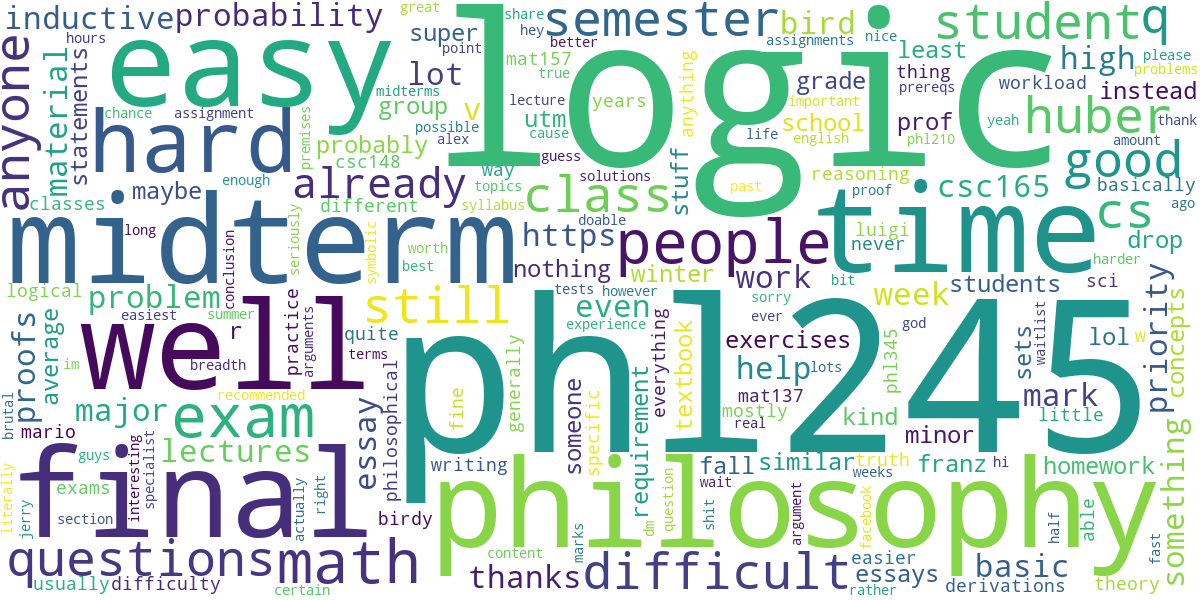 great
share
hey
inductive
probability
super
point
better
semester
bird
student
q
hours
easy
logic
assignments
nice
anyone
material
statements
lot
mat157
true
least
high
please
problems
midterms
group
v
lecture
years
anything
grade
thing
prereqs
workload
instead
chance
assignment
hard
premises
probably
possible
alex
utm
cause
life
important
english
school
prof
yeah
phl210
huber
thank
amount
csc148
guess
good
enough
already
way
solutions
stuff
past
reasoning
proof
classes
maybe
different
topics
syllabus
class
csc165
basically
ago
long
seriously
midterm
worth
best
symbolic
doable
https
people
time
luigi
never
cs
drop
harder
logical
conclusion
nothing
tests
however
winter
work
bit
students
sci
problem
easiest
summer
still
even
sorry
ever
week
god
priority
concepts
proofs
average
well
r
practice
arguments
quite
terms
phl245
experience
exercises
everything
textbook
help
lots
mat137
phl345
sets
waitlist
lol
w
im
breadth
recommended
philosophical
fine
generally
specific
requirement
mostly
real
kind
mark
little
brutal
major
exam
essay
someone
minor
something
mario
guys
specialist
interesting
lectures
writing
fall
similar
truth
franz
hi
homework
literally
final
exams
actually
right
philosophy
wait
weeks
jerry
section
birdy
marks
dm
question
shit
argument
facebook
half
able
fast
questions
math
content
thanks
difficult
easier
essays
basic
usually
difficulty
certain
rather
derivations
theory